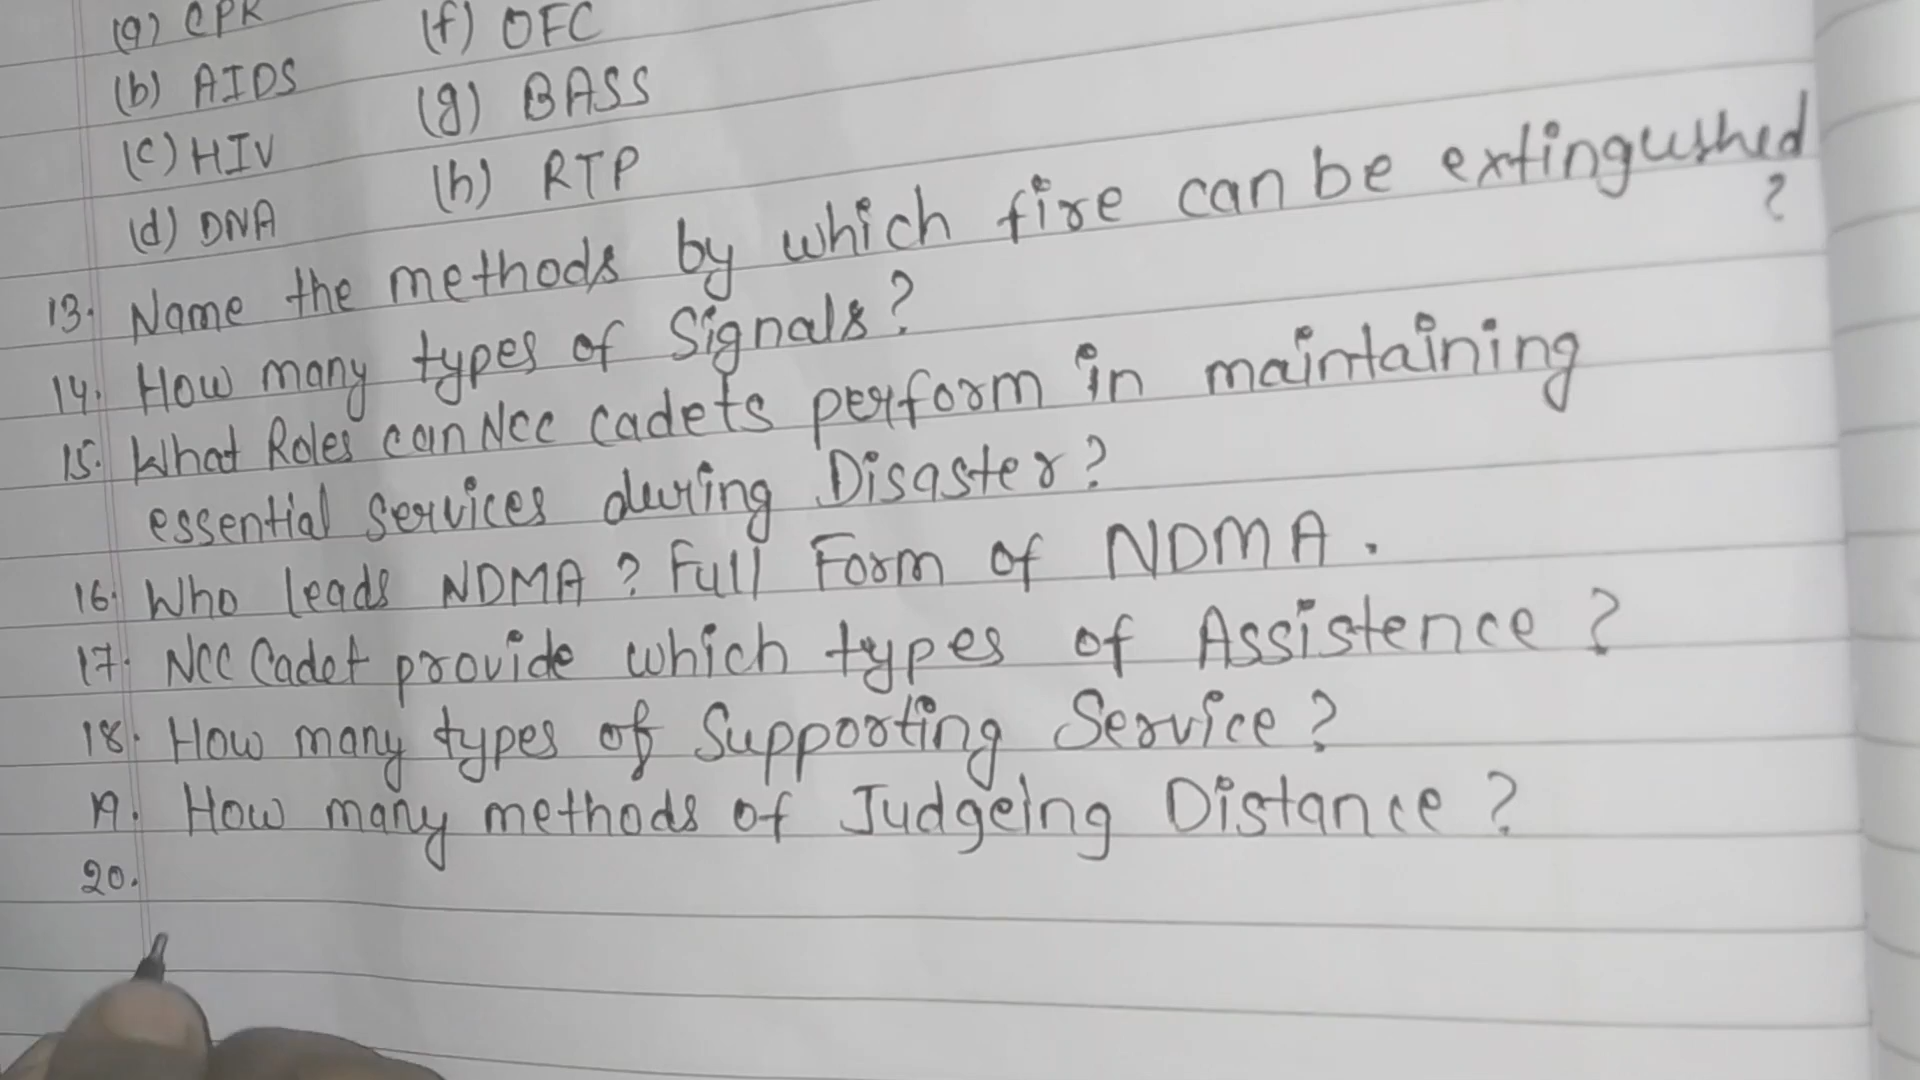 (a) CPR (f) OFC
(b) AIDS (g) BASS
(c) HIV (h) RTP
(d) DNA
13. Name the methods by which fire can be extingushed ?
14. How many types of Signals?
15. What Roles can Ncc cadets perform in maintaining
essential services during Disaster?
16. Who leads NDMA? Full Form of NDMA.
17. NCC Cadet provide which types of Assistence?
18. How many types of Supporting Service?
19. How many methods of Judgeing Distance?
20.